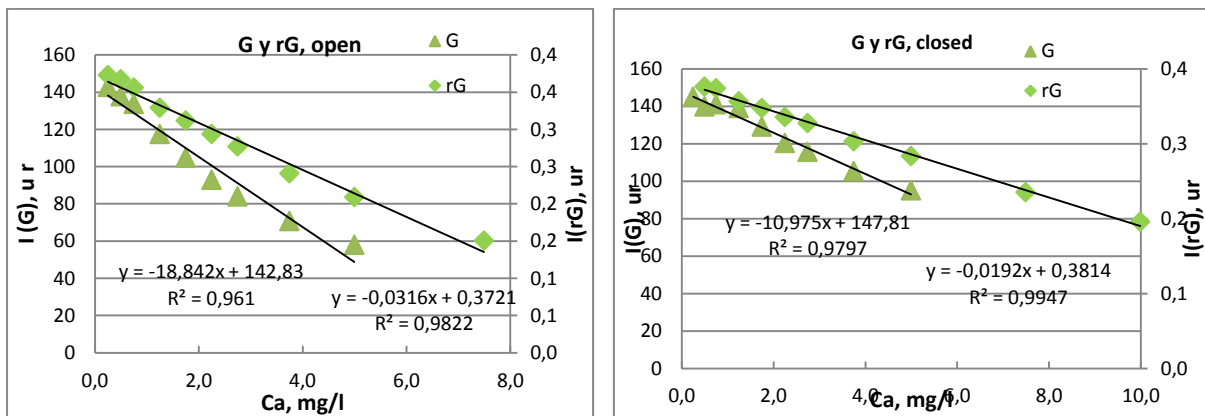 G y rG, open
G
rG
160
140
120
100
80
60
40
20
0
0,4
0,4
0,3
0,3
0,2
0,2
0,1
0,1
0,0
I (G), u r
I(rG), ur
y = -18,842x + 142,83
R² = 0,961
y = -0,0316x + 0,3721
R² = 0,9822
0,0 2,0 4,0 6,0 8,0
Ca, mg/l
G y rG, closed
G
rG
160
140
120
100
80
60
40
20
0
0,4
0,3
0,2
0,1
0,0
I(G), ur
I(rG), ur
y = -10,975x + 147,81
R² = 0,9797
y = -0,0192x + 0,3814
R² = 0,9947
0,0 2,0 4,0 6,0 8,0 10,0
Ca, mg/l